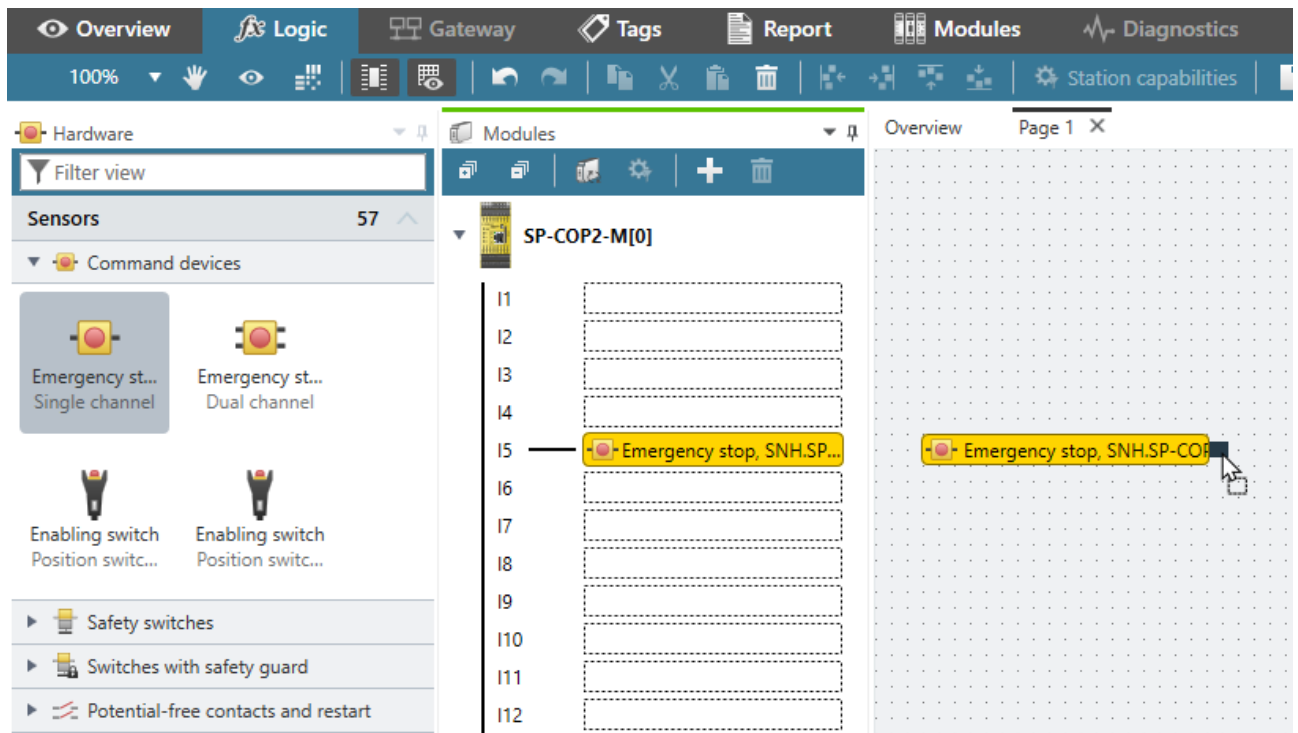 Overview
Logic
Gateway
Tags
Report
Modules
Diagnostics
100%
Station capabilities
Hardware
Filter view
Sensors 57
Command devices
Emergency st...
Single channel
Emergency st...
Dual channel
Enabling switch
Position switc...
Enabling switch
Position switc...
Safety switches
Switches with safety guard
Potential-free contacts and restart
Modules
SP-COP2-M[0]
I1
I2
I3
I4
I5 Emergency stop, SNH.SP...
I6
I7
I8
I9
I10
I11
I12
Overview
Page 1
Emergency stop, SNH.SP-COP